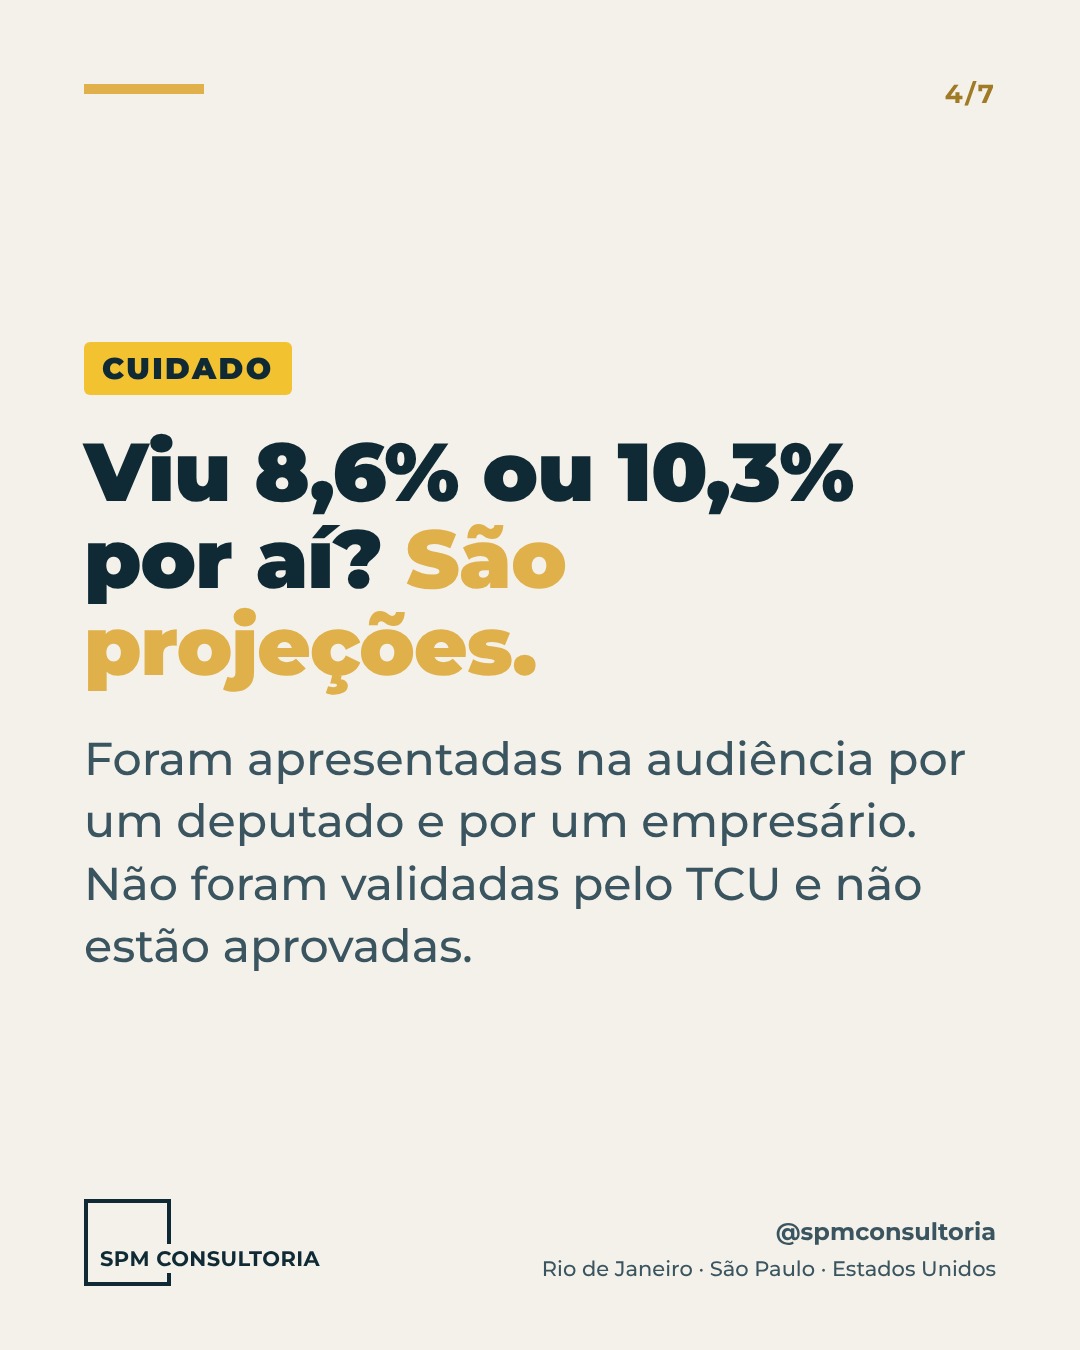 4/7
CUIDADO
Viu 8,6% ou 10,3%
por aí? São
projeções.
Foram apresentadas na audiência por
um deputado e por um empresário.
Não foram validadas pelo TCU e não
estão aprovadas.
SPM CONSULTORIA
@spmconsultoria
Rio de Janeiro · São Paulo · Estados Unidos